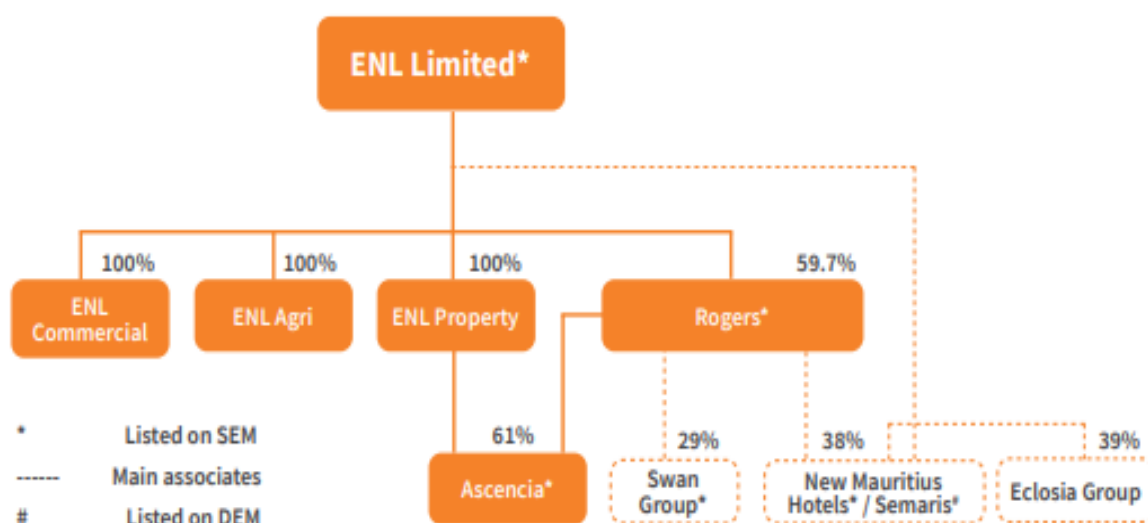 ENL Limited*
100%
100%
100%
59.7%
ENL
Commercial
ENL Agri
ENL Property
Rogers*
* Listed on SEM
------ Main associates
# Listed on DEM
61%
29%
38%
39%
Ascencia*
Swan
Group*
New Mauritius
Hotels* / Semaris#
Eclosia Group